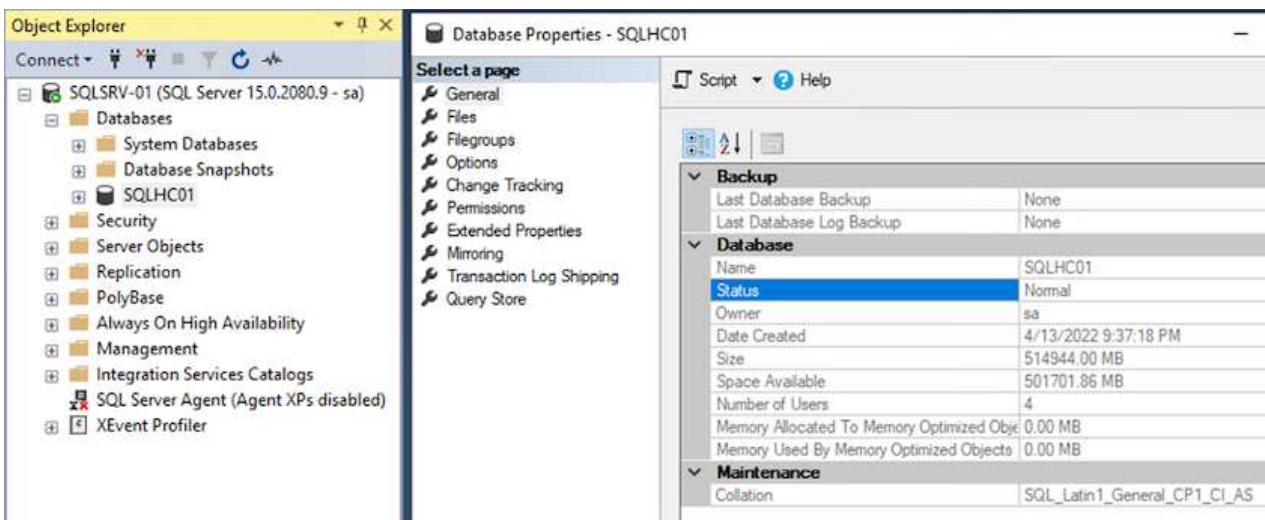 Object Explorer
Connect
SQLSRV-01 (SQL Server 15.0.2080.9 - sa)
Databases
System Databases
Database Snapshots
SQLHC01
Security
Server Objects
Replication
PolyBase
Always On High Availability
Management
Integration Services Catalogs
SQL Server Agent (Agent XPs disabled)
XEvent Profiler
Database Properties - SQLHC01
Select a page
General
Files
Filegroups
Options
Change Tracking
Permissions
Extended Properties
Mirroring
Transaction Log Shipping
Query Store
Script Help
Backup
Last Database Backup None
Last Database Log Backup None
Database
Name SQLHC01
Status Normal
Owner sa
Date Created 4/13/2022 9:37:18 PM
Size 514944.00 MB
Space Available 501701.86 MB
Number of Users 4
Memory Allocated To Memory Optimized Obje 0.00 MB
Memory Used By Memory Optimized Objects 0.00 MB
Maintenance
Collation SQL_Latin1_General_CP1_CI_AS